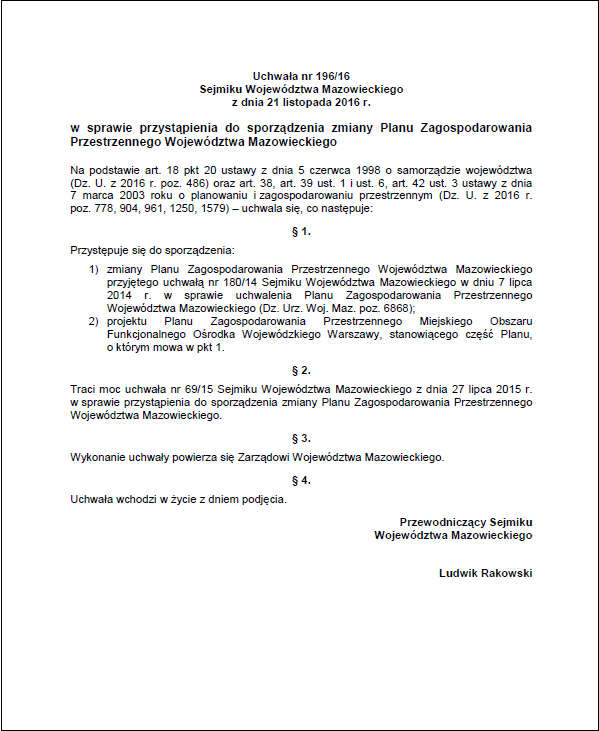 Uchwała nr 196/16
Sejmiku Województwa Mazowieckiego
z dnia 21 listopada 2016 r.
w sprawie przystąpienia do sporządzenia zmiany Planu Zagospodarowania
Przestrzennego Województwa Mazowieckiego
Na podstawie art. 18 pkt 20 ustawy z dnia 5 czerwca 1998 o samorządzie województwa
(Dz. U. z 2016 r. poz. 486) oraz art. 38, art. 39 ust. 1 i ust. 6, art. 42 ust. 3 ustawy z dnia
7 marca 2003 roku o planowaniu i zagospodarowaniu przestrzennym (Dz. U. z 2016 r.
poz. 778, 904, 961, 1250, 1579) – uchwala się, co następuje:
§ 1.
Przystępuje się do sporządzenia:
1) zmiany Planu Zagospodarowania Przestrzennego Województwa Mazowieckiego
przyjętego uchwałą nr 180/14 Sejmiku Województwa Mazowieckiego w dniu 7 lipca
2014 r. w sprawie uchwalenia Planu Zagospodarowania Przestrzennego
Województwa Mazowieckiego (Dz. Urz. Woj. Maz. poz. 6868);
2) projektu Planu Zagospodarowania Przestrzennego Miejskiego Obszaru
Funkcjonalnego Ośrodka Wojewódzkiego Warszawy, stanowiącego część Planu,
o którym mowa w pkt 1.
§ 2.
Traci moc uchwała nr 69/15 Sejmiku Województwa Mazowieckiego z dnia 27 lipca 2015 r.
w sprawie przystąpienia do sporządzenia zmiany Planu Zagospodarowania Przestrzennego
Województwa Mazowieckiego.
§ 3.
Wykonanie uchwały powierza się Zarządowi Województwa Mazowieckiego.
§ 4.
Uchwała wchodzi w życie z dniem podjęcia.
Przewodniczący Sejmiku
Województwa Mazowieckiego
Ludwik Rakowski